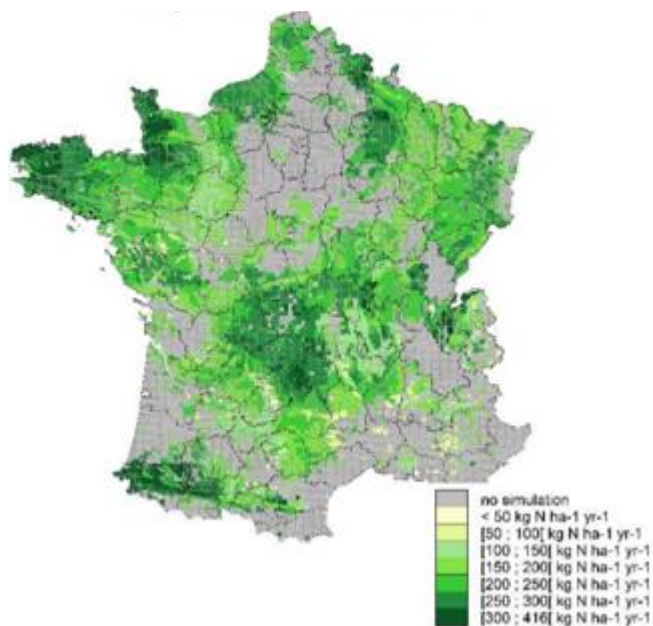 no simulation
< 50 kg N ha-1 yr-1
[50 ; 100[ kg N ha-1 yr-1
[100 ; 150[ kg N ha-1 yr-1
[150 ; 200[ kg N ha-1 yr-1
[200 ; 250[ kg N ha-1 yr-1
[250 ; 300[ kg N ha-1 yr-1
[300 ; 416[ kg N ha-1 yr-1